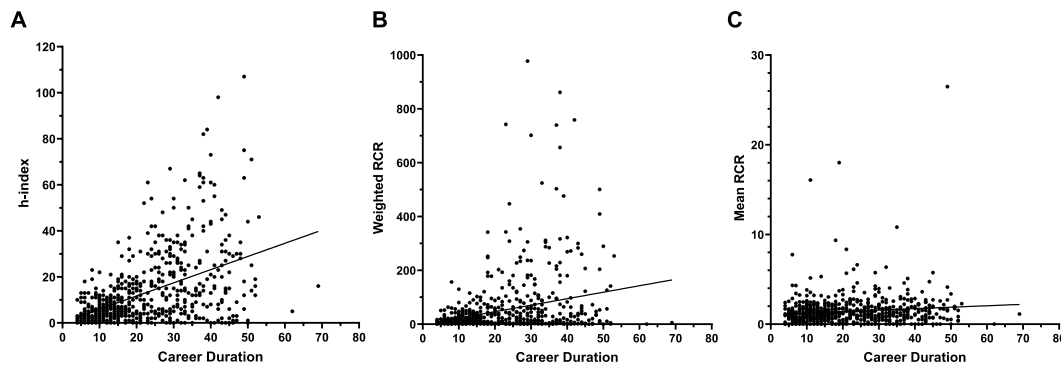 A
B
C
120
100
80
60
40
20
0
h-index
0 10 20 30 40 50 60 70 80
Career Duration
1000
800
600
400
200
0
Weighted RCR
0 10 20 30 40 50 60 70 80
Career Duration
30
20
10
0
Mean RCR
0 10 20 30 40 50 60 70 80
Career Duration